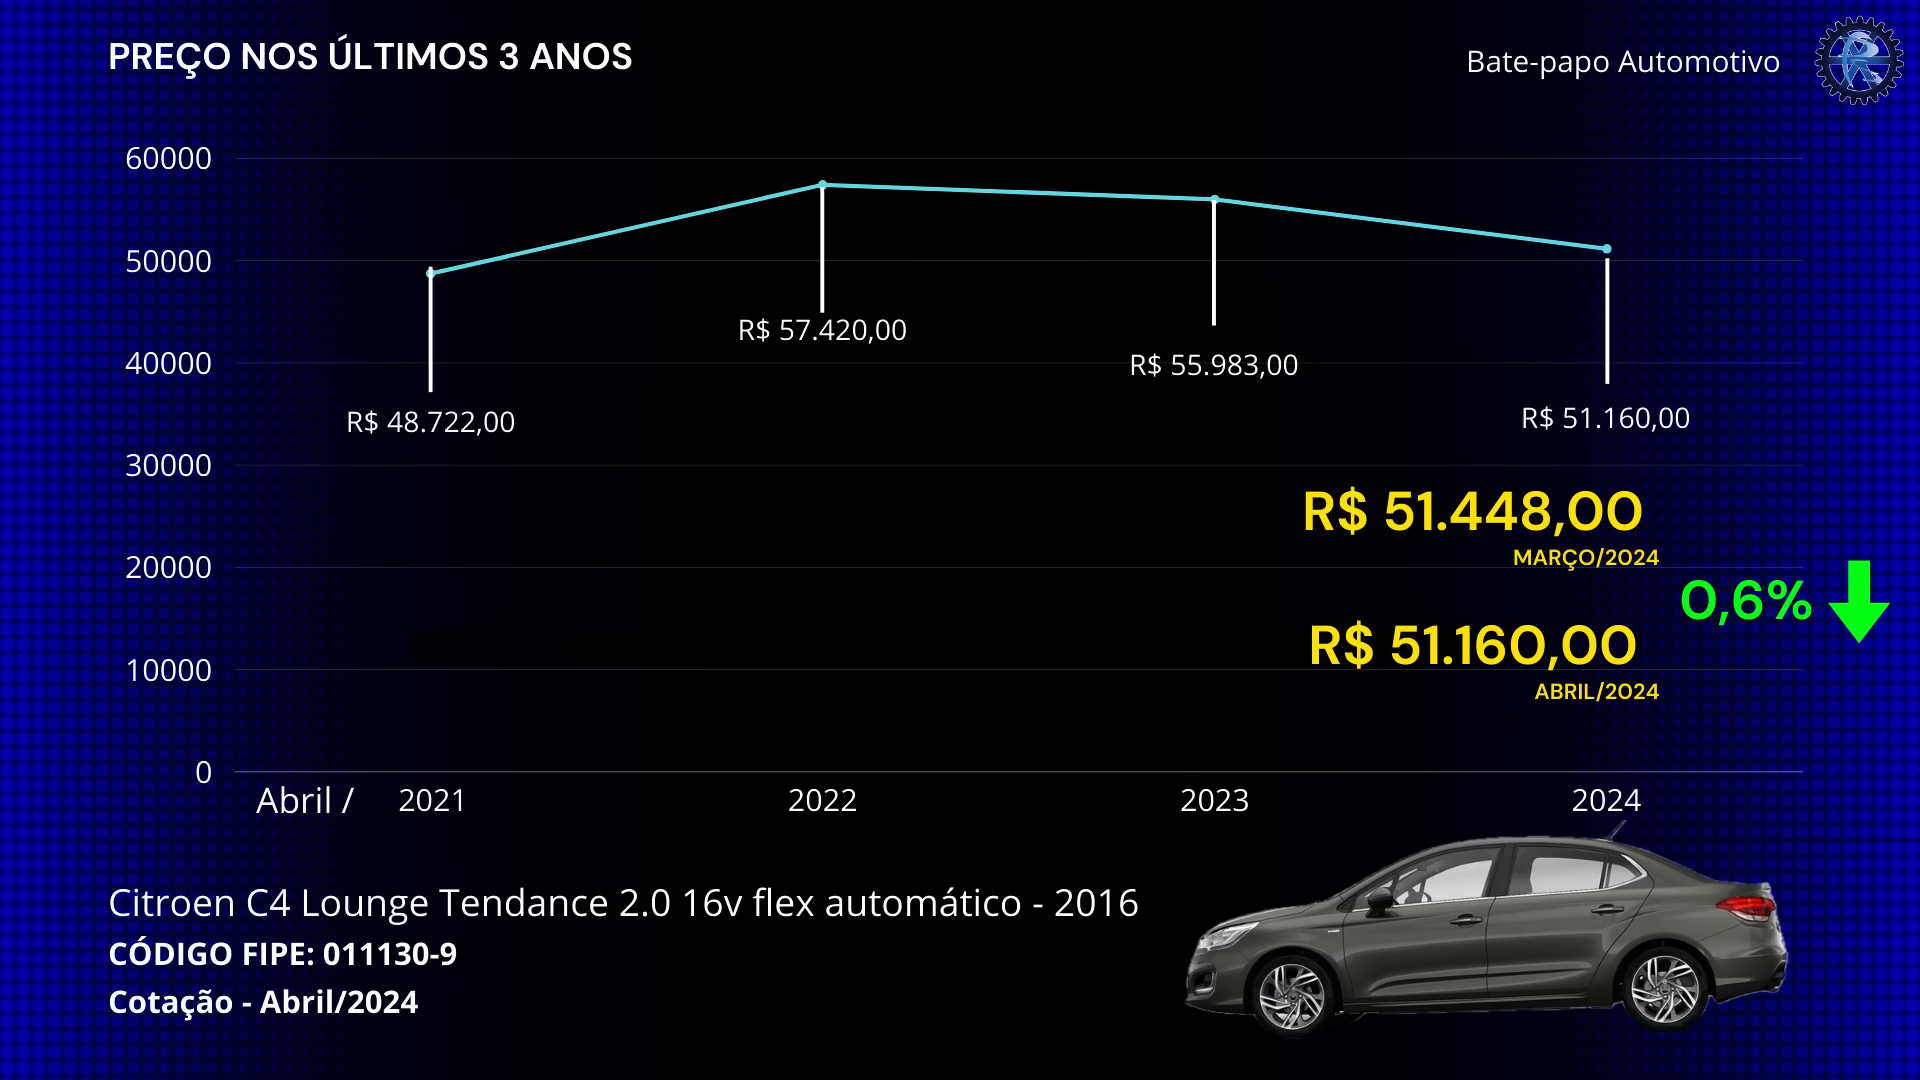 PREÇO NOS ÚLTIMOS 3 ANOS
Bate-papo Automotivo
60000
50000
40000
30000
20000
10000
0
R$ 48.722,00
R$ 57.420,00
R$ 55.983,00
R$ 51.160,00
R$ 51.448,00
MARÇO/2024
0,6%
R$ 51.160,00
ABRIL/2024
Abril / 2021 2022 2023 2024
Citroen C4 Lounge Tendance 2.0 16v flex automático - 2016
CÓDIGO FIPE: 011130-9
Cotação - Abril/2024